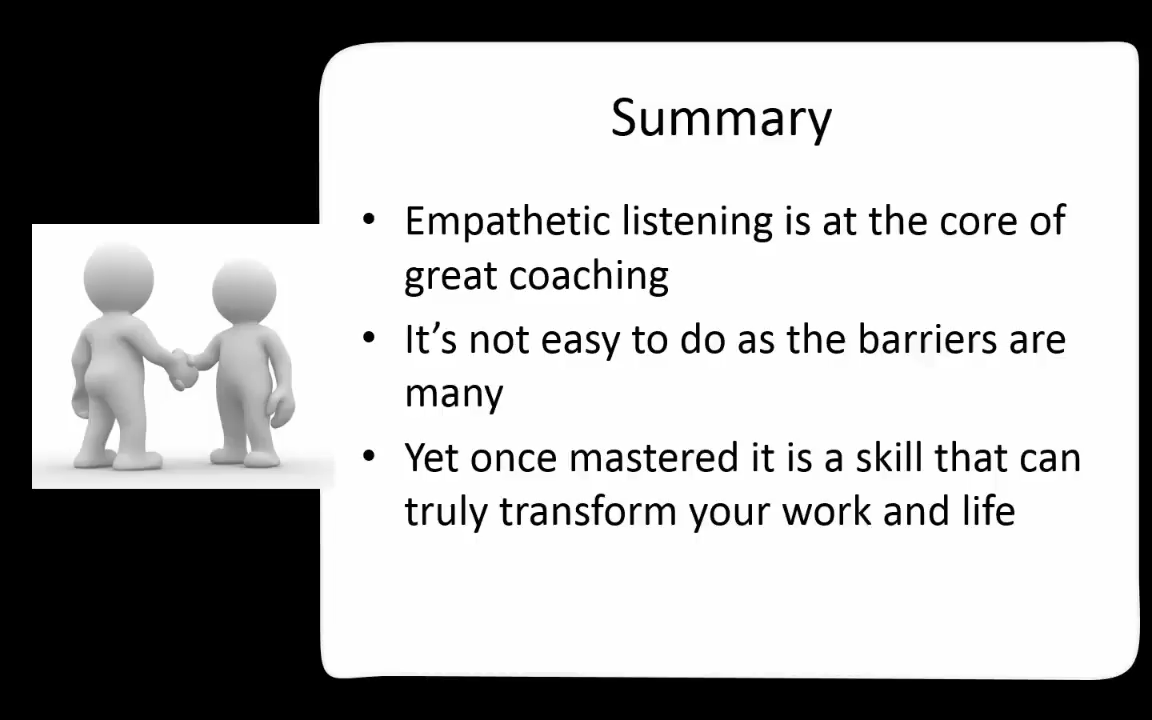 Summary
• Empathetic listening is at the core of
great coaching
• It’s not easy to do as the barriers are
many
• Yet once mastered it is a skill that can
truly transform your work and life